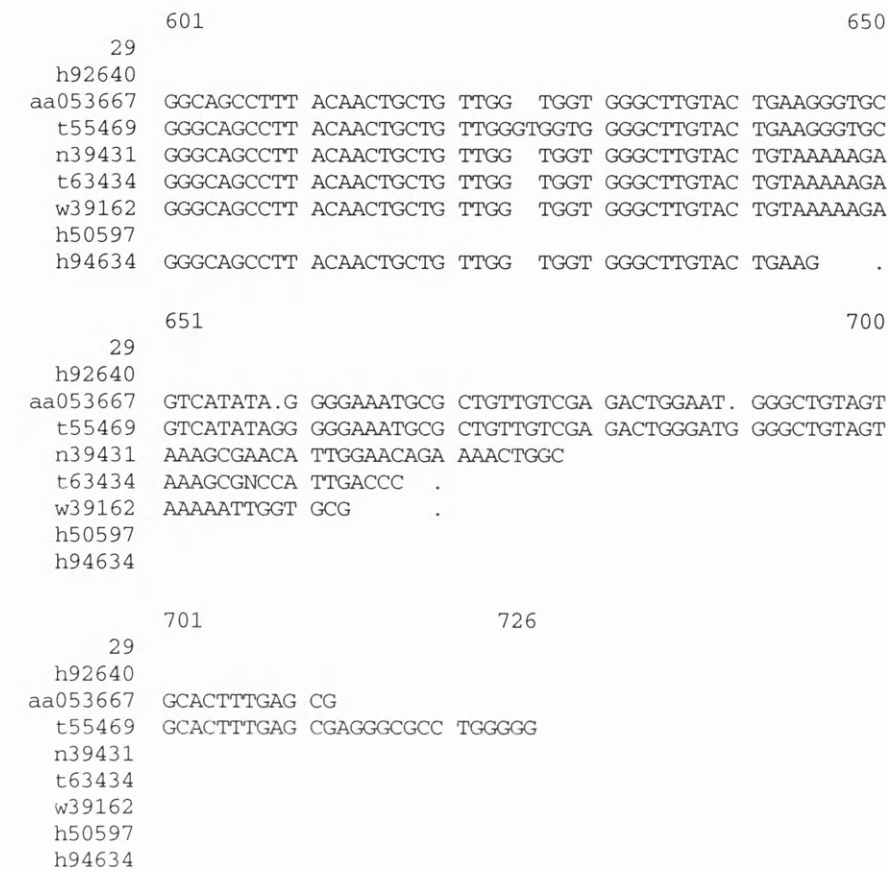 601 650
29
h92640
aa053667 GGCAGCCTTT ACAACTGCTG TTGG TGGT GGGCTTGTAC TGAAGGGTGC
t55469 GGGCAGCCTT ACAACTGCTG TTGGGTGGTG GGGCTTGTAC TGAAGGGTGC
n39431 GGGCAGCCTT ACAACTGCTG TTGG TGGT GGGCTTGTAC TGTAAAAAGA
t63434 GGGCAGCCTT ACAACTGCTG TTGG TGGT GGGCTTGTAC TGTAAAAAGA
w39162 GGGCAGCCTT ACAACTGCTG TTGG TGGT GGGCTTGTAC TGTAAAAAGA
h50597
h94634 GGGCAGCCTT ACAACTGCTG TTGG TGGT GGGCTTGTAC TGAAG .
651 700
29
h92640
aa053667 GTCATATA.G GGGAAATGCG CTGTTGTCGA GACTGGAAT. GGGCTGTAGT
t55469 GTCATATAGG GGGAAATGCG CTGTTGTCGA GACTGGGATG GGGCTGTAGT
n39431 AAAGCGAACA TTGGAACAGA AAACTGGC
t63434 AAAGCGNCCA TTGACCC .
w39162 AAAAATTGGT GCG .
h50597
h94634
701 726
29
h92640
aa053667 GCACTTTGAG CG
t55469 GCACTTTGAG CGAGGGCGCC TGGGGG
n39431
t63434
w39162
h50597
h94634